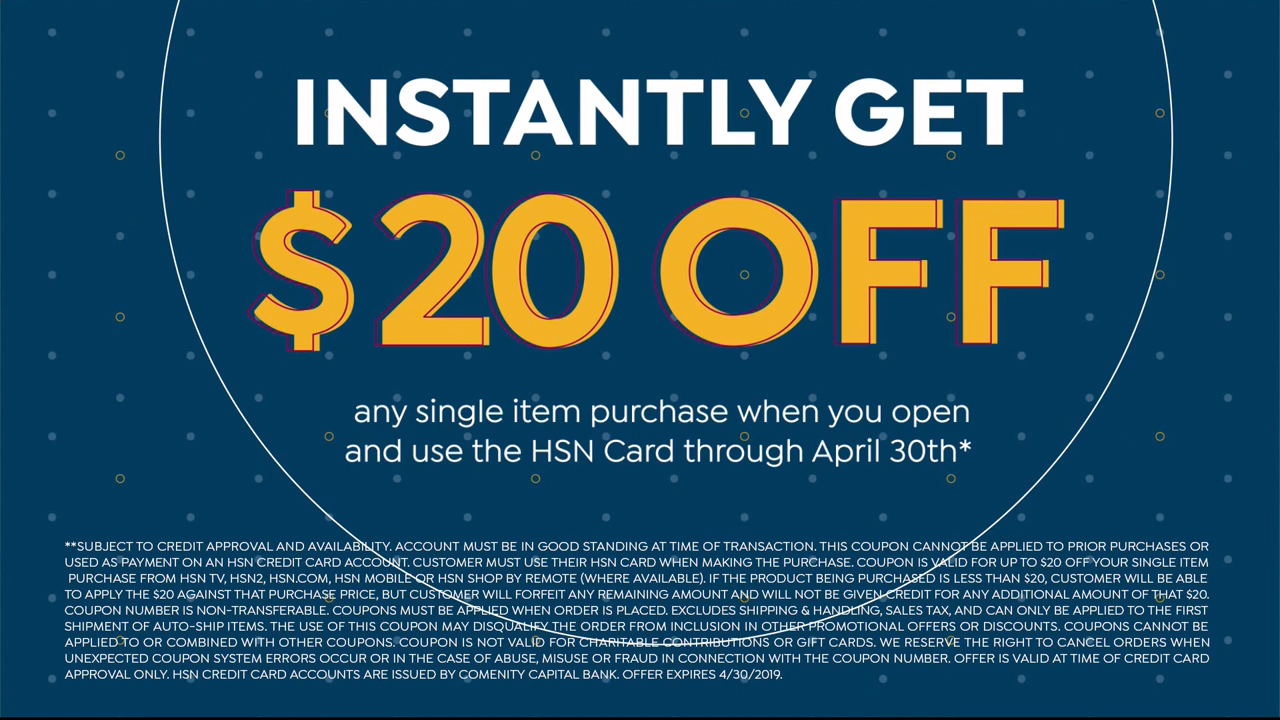 INSTANTLY GET
$20 OFF
any single item purchase when you open
and use the HSN Card through April 30th*
**SUBJECT TO CREDIT APPROVAL AND AVAILABILITY. ACCOUNT MUST BE IN GOOD STANDING AT TIME OF TRANSACTION. THIS COUPON CANNOT BE APPLIED TO PRIOR PURCHASES OR
USED AS PAYMENT ON AN HSN CREDIT CARD ACCOUNT. CUSTOMER MUST USE THEIR HSN CARD WHEN MAKING THE PURCHASE. COUPON IS VALID FOR UP TO $20 OFF YOUR SINGLE ITEM
PURCHASE FROM HSN TV, HSN2, HSN.COM, HSN MOBILE OR HSN SHOP BY REMOTE (WHERE AVAILABLE). IF THE PRODUCT BEING PURCHASED IS LESS THAN $20, CUSTOMER WILL BE ABLE
TO APPLY THE $20 AGAINST THAT PURCHASE PRICE, BUT CUSTOMER WILL FORFEIT ANY REMAINING AMOUNT AND WILL NOT BE GIVEN CREDIT FOR ANY ADDITIONAL AMOUNT OF THAT $20.
COUPON NUMBER IS NON-TRANSFERABLE. COUPONS MUST BE APPLIED WHEN ORDER IS PLACED. EXCLUDES SHIPPING & HANDLING, SALES TAX, AND CAN ONLY BE APPLIED TO THE FIRST
SHIPMENT OF AUTO-SHIP ITEMS. THE USE OF THIS COUPON MAY DISQUALIFY THE ORDER FROM INCLUSION IN OTHER PROMOTIONAL OFFERS OR DISCOUNTS. COUPONS CANNOT BE
APPLIED TO OR COMBINED WITH OTHER COUPONS. COUPON IS NOT VALID FOR CHARITABLE CONTRIBUTIONS OR GIFT CARDS. WE RESERVE THE RIGHT TO CANCEL ORDERS WHEN
UNEXPECTED COUPON SYSTEM ERRORS OCCUR OR IN THE CASE OF ABUSE, MISUSE OR FRAUD IN CONNECTION WITH THE COUPON NUMBER. OFFER IS VALID AT TIME OF CREDIT CARD
APPROVAL ONLY. HSN CREDIT CARD ACCOUNTS ARE ISSUED BY COMENITY CAPITAL BANK. OFFER EXPIRES 4/30/2019.